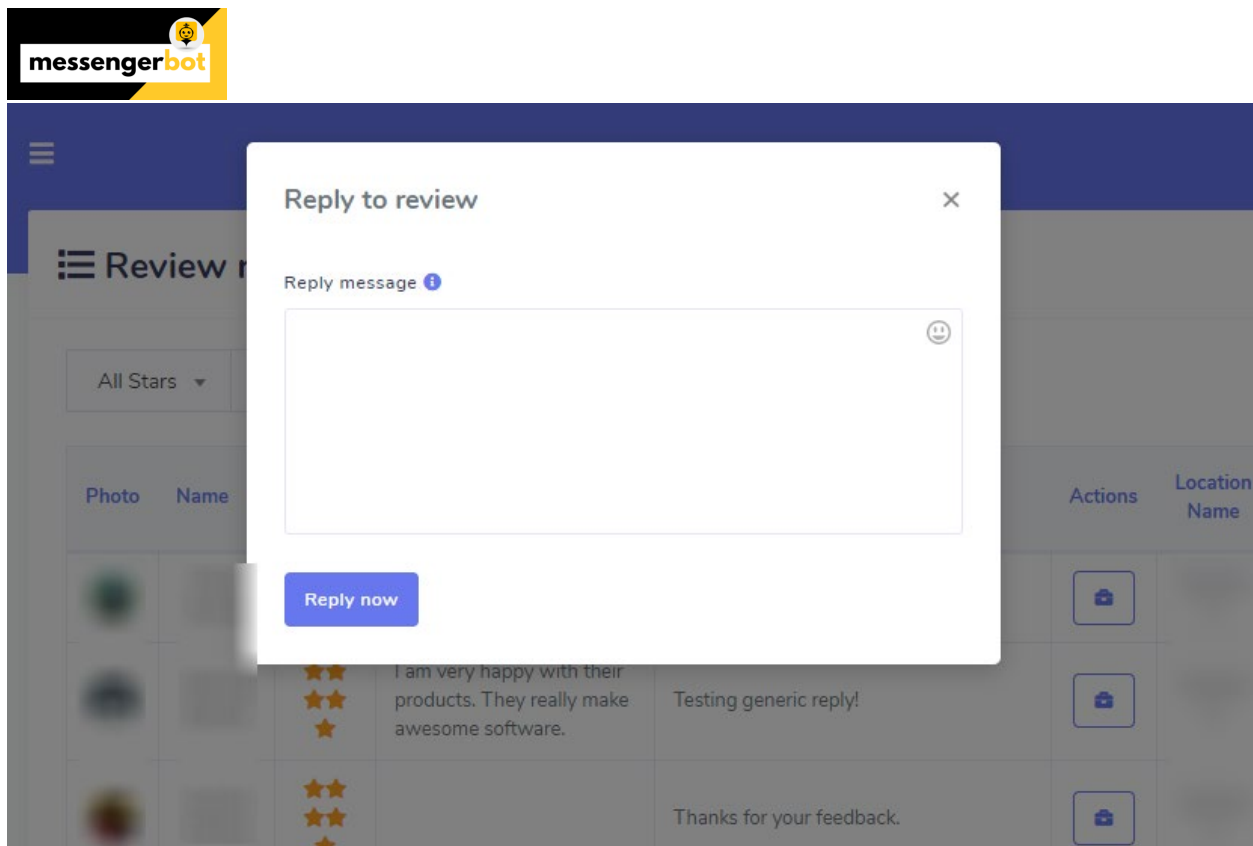 messengerbot
Reply to review
Review
Reply message
All Stars
Photo
Name
Actions
Location
Name
Reply now
I am very happy with their
products. They really make
awesome software.
Testing generic reply!
Thanks for your feedback.